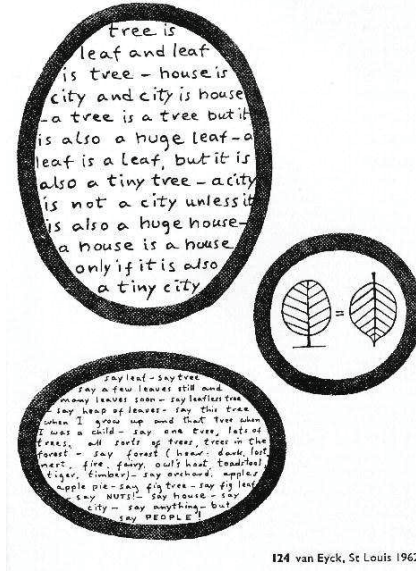 tree is
leaf and leaf
is tree – house is
city and city is house
– a tree is a tree but it
is also a huge leaf – a
leaf is a leaf, but it is
also a tiny tree – a city
is not a city unless it
is also a huge house –
a house is a house
only if it is also
a tiny city
=
say leaf – say tree
say a few leaves still and
many leaves soon – say leafless tree
– say heap of leaves – say this tree
when I grow up and that tree when
I was a child – say one tree, lots of
trees, all sorts of trees, trees in the
forest – say forest (hear: dark, lost,
nert, fire, fairy, owl's hoot, toadstool,
tiger, timber) – say orchard, apples
apple pie – say fig tree – say fig leaf
– say NUTS! – say house – say
city – say anything – but
say PEOPLE!
124 van Eyck, St Louis 1962